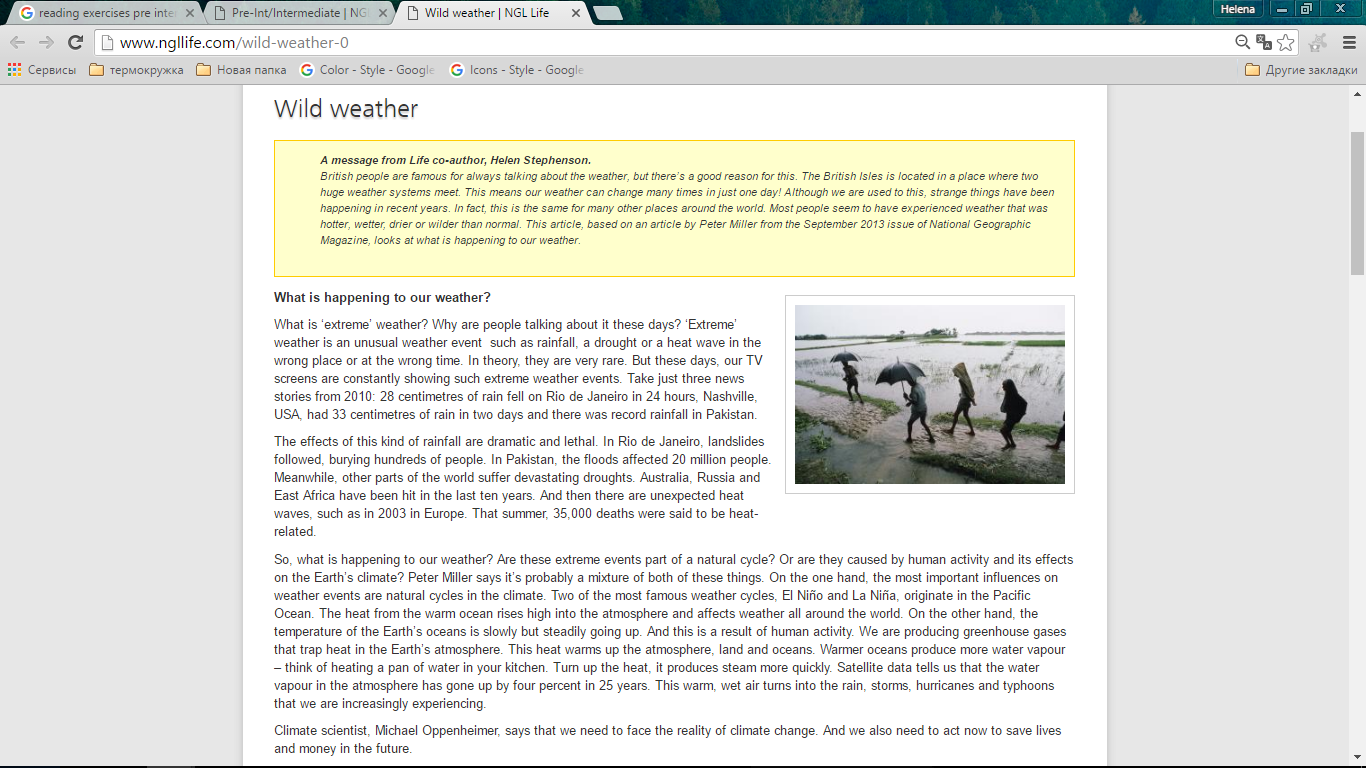 reading exercises pre inte
Pre-Int/Intermediate | NG
Wild weather | NGL Life
Helena
www.ngllife.com/wild-weather-0
Сервисы
термокружка
Новая папка
Color - Style - Google
Icons - Style - Google
Другие закладки
Wild weather
A message from Life co-author, Helen Stephenson.
British people are famous for always talking about the weather, but there's a good reason for this. The British Isles is located in a place where two
huge weather systems meet. This means our weather can change many times in just one day! Although we are used to this, strange things have been
happening in recent years. In fact, this is the same for many other places around the world. Most people seem to have experienced weather that was
hotter, wetter, drier or wilder than normal. This article, based on an article by Peter Miller from the September 2013 issue of National Geographic
Magazine, looks at what is happening to our weather.
What is happening to our weather?
What is ‘extreme’ weather? Why are people talking about it these days? ‘Extreme’
weather is an unusual weather event such as rainfall, a drought or a heat wave in the
wrong place or at the wrong time. In theory, they are very rare. But these days, our TV
screens are constantly showing such extreme weather events. Take just three news
stories from 2010: 28 centimetres of rain fell on Rio de Janeiro in 24 hours, Nashville,
USA, had 33 centimetres of rain in two days and there was record rainfall in Pakistan.
The effects of this kind of rainfall are dramatic and lethal. In Rio de Janeiro, landslides
followed, burying hundreds of people. In Pakistan, the floods affected 20 million people.
Meanwhile, other parts of the world suffer devastating droughts. Australia, Russia and
East Africa have been hit in the last ten years. And then there are unexpected heat
waves, such as in 2003 in Europe. That summer, 35,000 deaths were said to be heat-
related.
So, what is happening to our weather? Are these extreme events part of a natural cycle? Or are they caused by human activity and its effects
on the Earth’s climate? Peter Miller says it’s probably a mixture of both of these things. On the one hand, the most important influences on
weather events are natural cycles in the climate. Two of the most famous weather cycles, El Niño and La Niña, originate in the Pacific
Ocean. The heat from the warm ocean rises high into the atmosphere and affects weather all around the world. On the other hand, the
temperature of the Earth’s oceans is slowly but steadily going up. And this is a result of human activity. We are producing greenhouse gases
that trap heat in the Earth’s atmosphere. This heat warms up the atmosphere, land and oceans. Warmer oceans produce more water vapour
– think of heating a pan of water in your kitchen. Turn up the heat, it produces steam more quickly. Satellite data tells us that the water
vapour in the atmosphere has gone up by four percent in 25 years. This warm, wet air turns into the rain, storms, hurricanes and typhoons
that we are increasingly experiencing.
Climate scientist, Michael Oppenheimer, says that we need to face the reality of climate change. And we also need to act now to save lives
and money in the future.